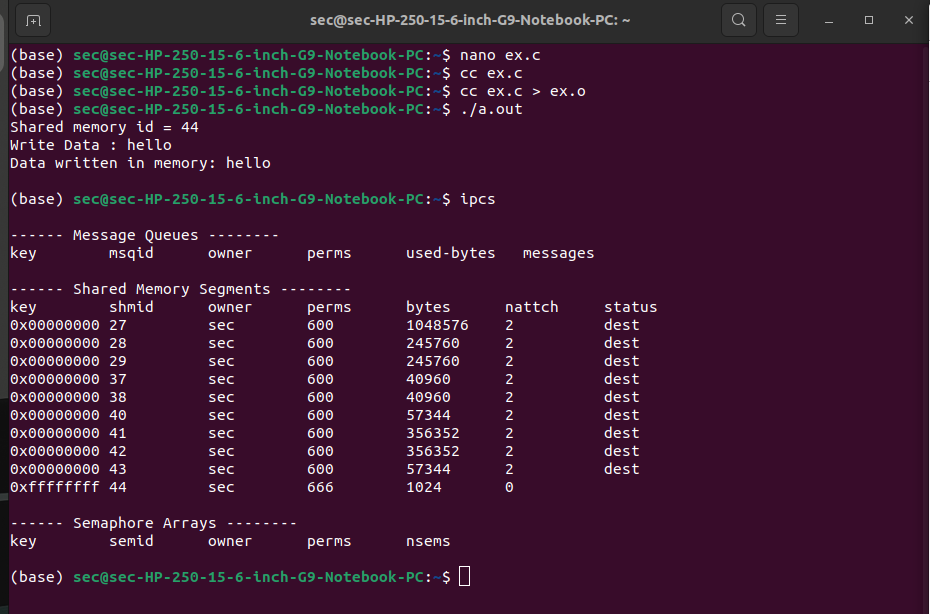 sec@sec-HP-250-15-6-inch-G9-Notebook-PC: ~
(base) sec@sec-HP-250-15-6-inch-G9-Notebook-PC:~$ nano ex.c
(base) sec@sec-HP-250-15-6-inch-G9-Notebook-PC:~$ cc ex.c
(base) sec@sec-HP-250-15-6-inch-G9-Notebook-PC:~$ cc ex.c > ex.o
(base) sec@sec-HP-250-15-6-inch-G9-Notebook-PC:~$ ./a.out
Shared memory id = 44
Write Data : hello
Data written in memory: hello
(base) sec@sec-HP-250-15-6-inch-G9-Notebook-PC:~$ ipcs
------ Message Queues --------
key        msqid      owner      perms      used-bytes   messages
------ Shared Memory Segments --------
key        shmid      owner      perms      bytes      nattch     status
0x00000000 27         sec        600        1048576    2          dest
0x00000000 28         sec        600        245760     2          dest
0x00000000 29         sec        600        245760     2          dest
0x00000000 37         sec        600        40960      2          dest
0x00000000 38         sec        600        40960      2          dest
0x00000000 40         sec        600        57344      2          dest
0x00000000 41         sec        600        356352     2          dest
0x00000000 42         sec        600        356352     2          dest
0x00000000 43         sec        600        57344      2          dest
0xffffffff 44         sec        666        1024       0
------ Semaphore Arrays --------
key        semid      owner      perms      nsems
(base) sec@sec-HP-250-15-6-inch-G9-Notebook-PC:~$